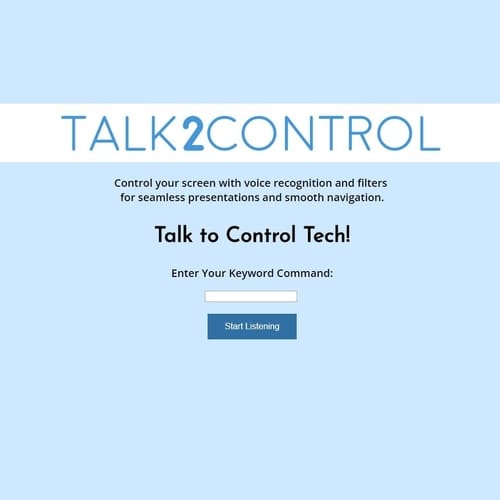 TALK2CONTROL
Control your screen with voice recognition and filters
for seamless presentations and smooth navigation.
Talk to Control Tech!
Enter Your Keyword Command:
Start Listening